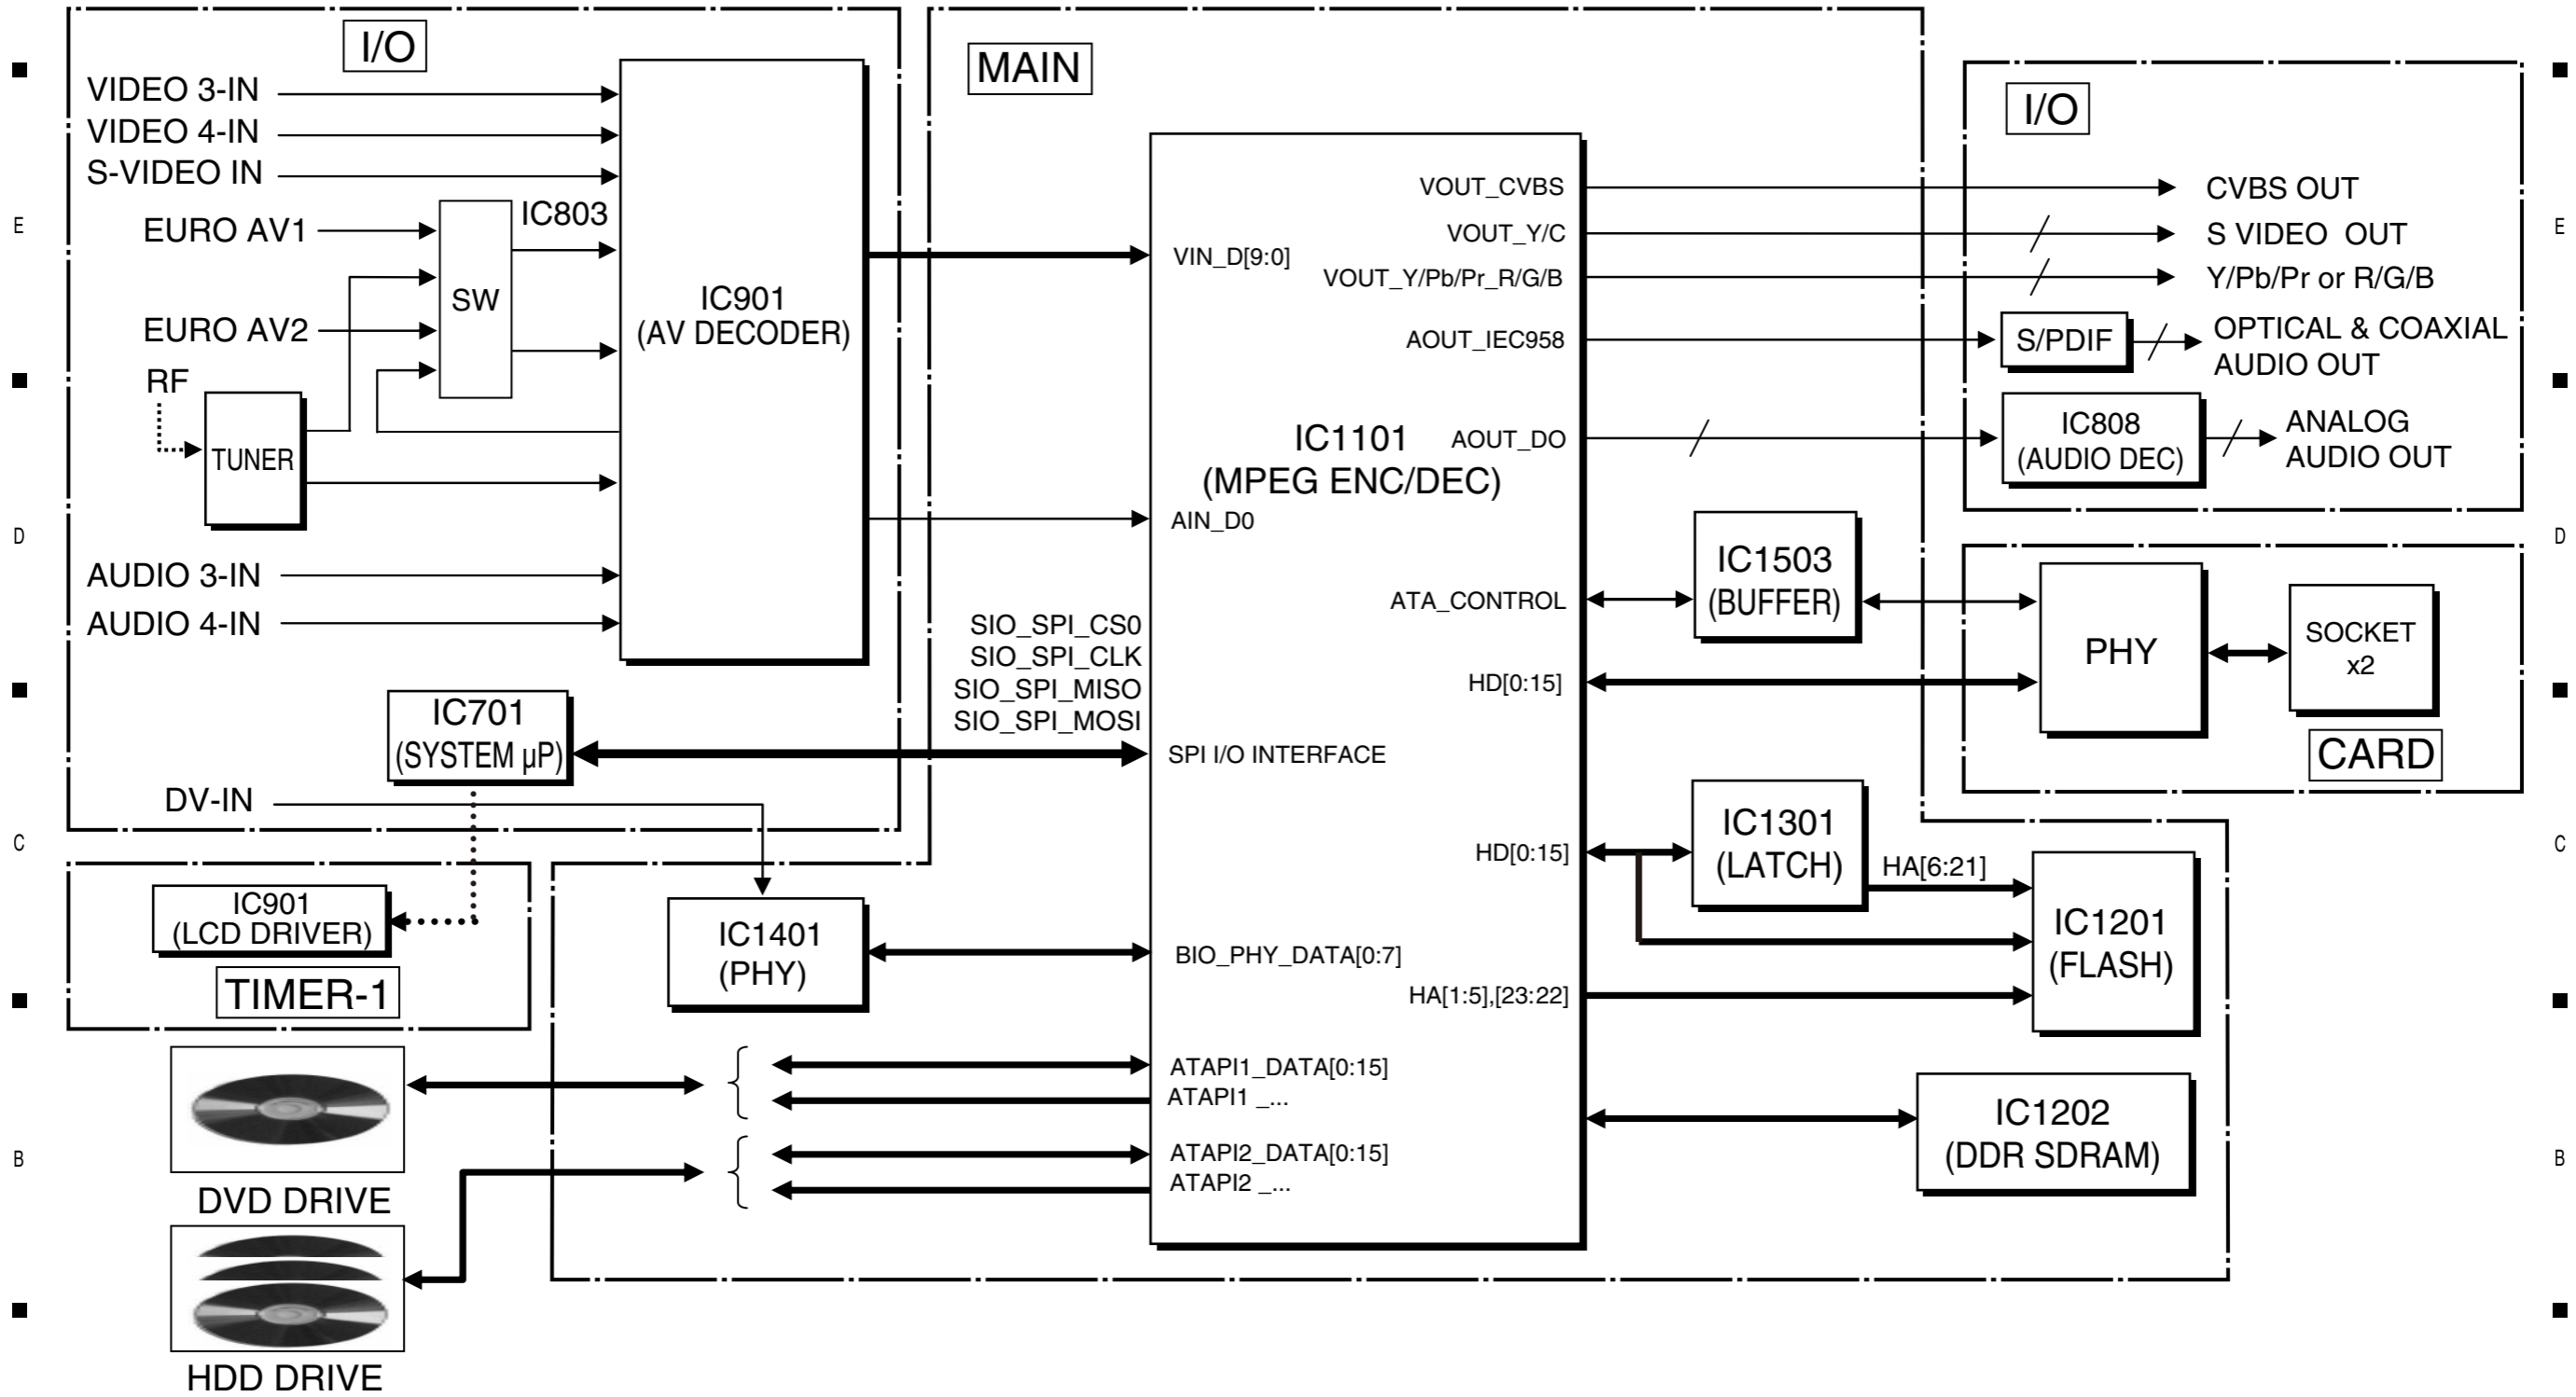 I/O
VIDEO 3-IN
VIDEO 4-IN
S-VIDEO IN
EURO AV1
IC803
SW
EURO AV2
RF
TUNER
AUDIO 3-IN
AUDIO 4-IN
IC901
(AV DECODER)
IC701
(SYSTEM µP)
DV-IN
IC901
(LCD DRIVER)
TIMER-1
DVD DRIVE
HDD DRIVE
MAIN
SIO_SPI_CS0
SIO_SPI_CLK
SIO_SPI_MISO
SIO_SPI_MOSI
IC1401
(PHY)
IC1101
(MPEG ENC/DEC)
VIN_D[9:0]
AIN_D0
SPI I/O INTERFACE
BIO_PHY_DATA[0:7]
ATAPI1_DATA[0:15]
ATAPI1 _...
ATAPI2_DATA[0:15]
ATAPI2 _...
VOUT_CVBS
VOUT_Y/C
VOUT_Y/Pb/Pr_R/G/B
AOUT_IEC958
AOUT_DO
ATA_CONTROL
HD[0:15]
HD[0:15]
HA[1:5],[23:22]
IC1503
(BUFFER)
IC1301
(LATCH)
HA[6:21]
IC1201
(FLASH)
IC1202
(DDR SDRAM)
I/O
CVBS OUT
S VIDEO OUT
Y/Pb/Pr or R/G/B
S/PDIF
OPTICAL & COAXIAL
AUDIO OUT
IC808
(AUDIO DEC)
ANALOG
AUDIO OUT
PHY
SOCKET
x2
CARD
E
D
C
B
E
D
C
B